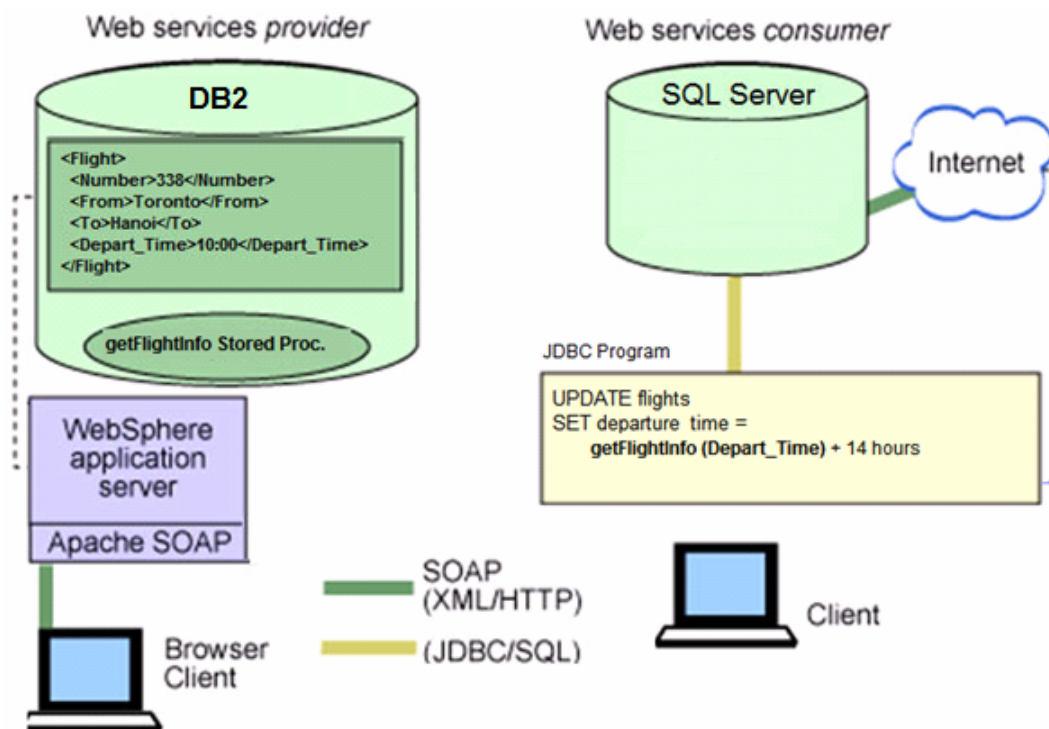 Web services provider
DB2
<Flight>
<Number>338</Number>
<From>Toronto</From>
<To>Hanoi</To>
<Depart_Time>10:00</Depart_Time>
</Flight>
getFlightInfo Stored Proc.
WebSphere
application
server
Apache SOAP
Browser
Client
Web services consumer
SQL Server
Internet
JDBC Program
UPDATE flights
SET departure time =
getFlightInfo (Depart_Time) + 14 hours
SOAP
(XML/HTTP)
(JDBC/SQL)
Client